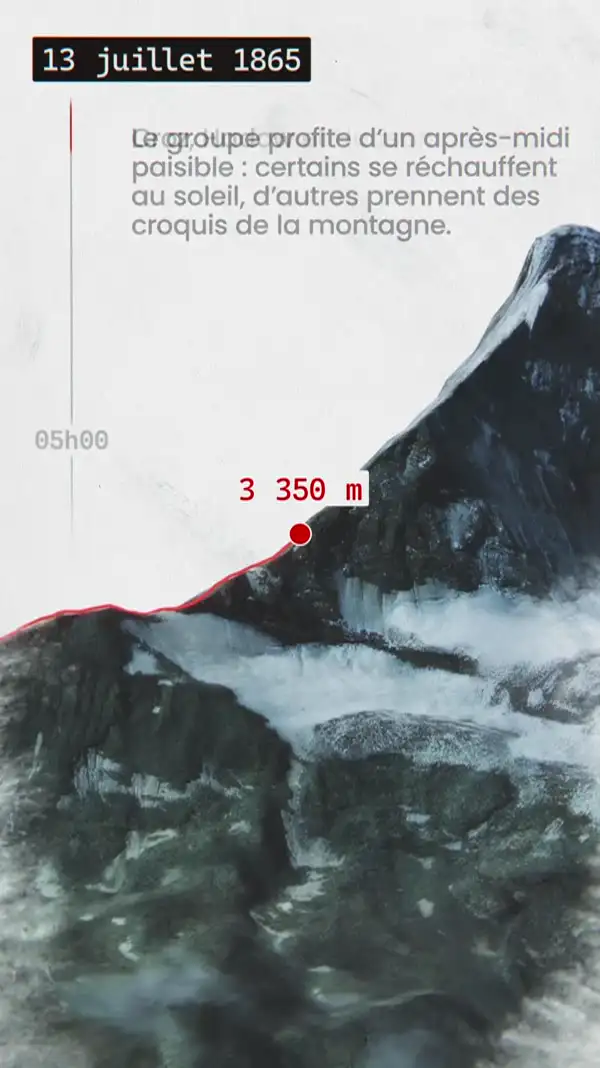 13 juillet 1865
Le groupe profite d’un après-midi
paisible : certains se réchauffent
au soleil, d’autres prennent des
croquis de la montagne.
05h00
3 350 m